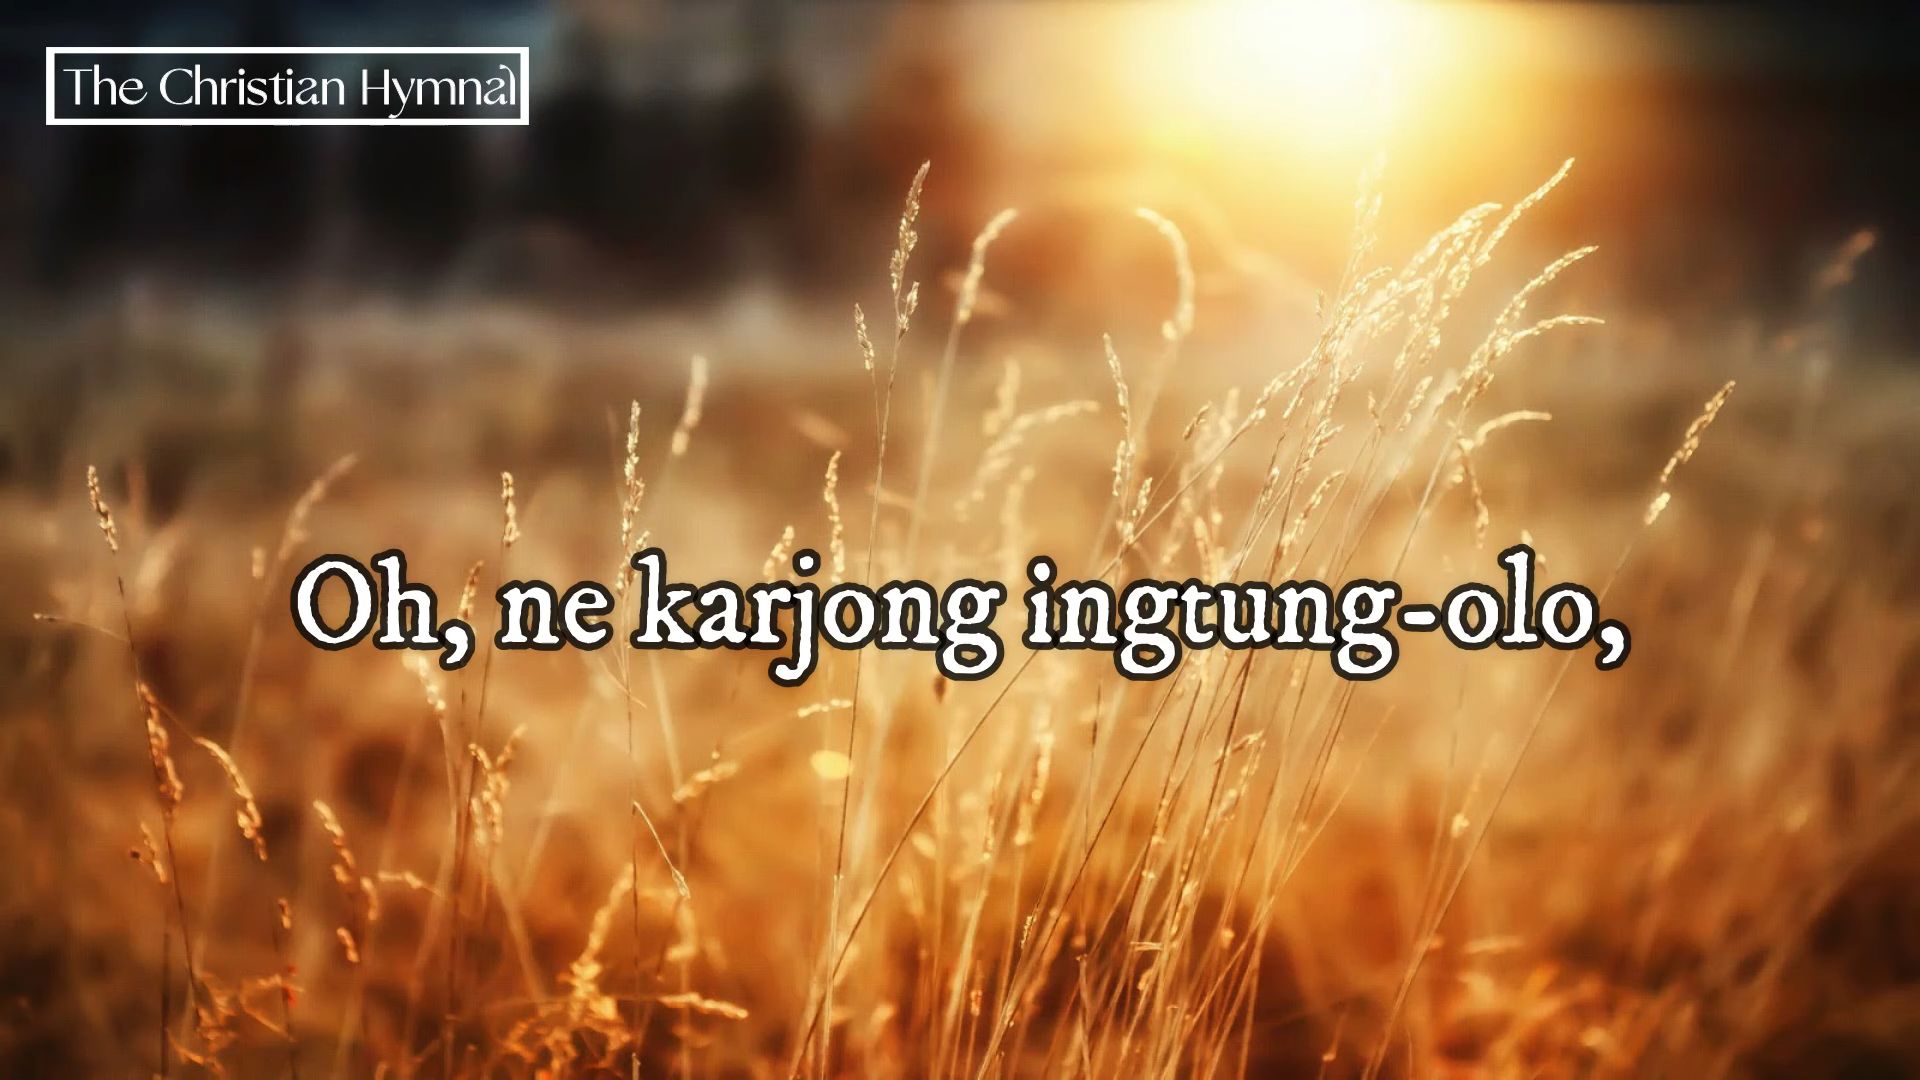 The Christian Hymnal
Oh, ne karjong ingtung-olo,